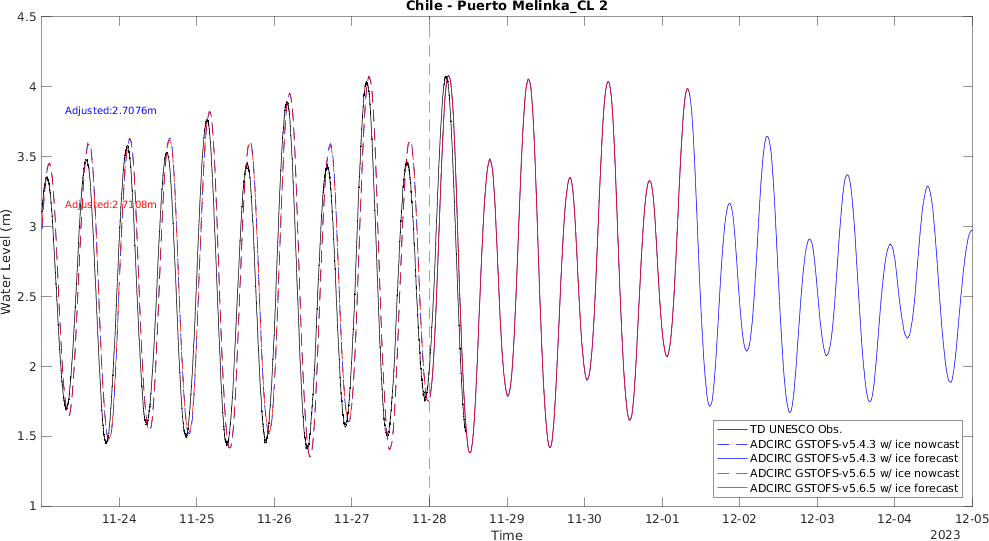 Chile - Puerto Melinka_CL 2
4.5
4
3.5
3
2.5
2
1.5
1
Water Level (m)
Adjusted:2.7076m
Adjusted:2.7108m
TD UNESCO Obs.
ADCIRC GSTOFS-v5.4.3 w/ ice nowcast
ADCIRC GSTOFS-v5.4.3 w/ ice forecast
ADCIRC GSTOFS-v5.6.5 w/ ice nowcast
ADCIRC GSTOFS-v5.6.5 w/ ice forecast
11-24 11-25 11-26 11-27 11-28 11-29 11-30 12-01 12-02 12-03 12-04 12-05
Time
2023